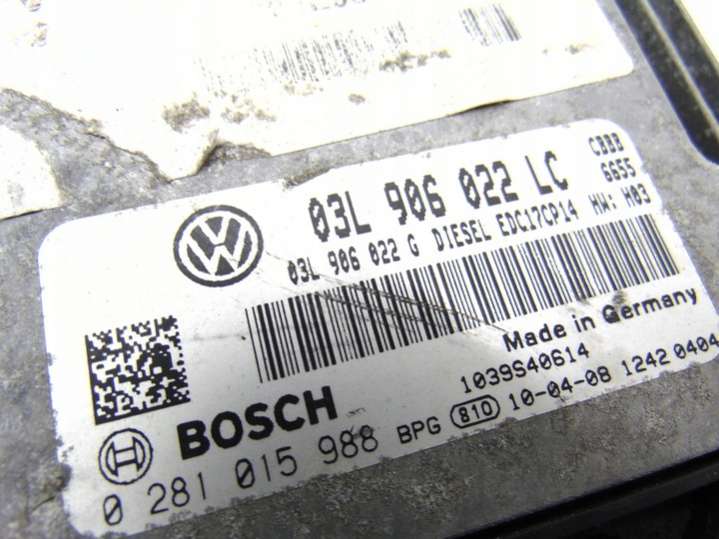 03L 906 022 LC
CBBB
6655
03L 906 022 G DIESEL EDC17CP14 HW: H03
Made in Germany
BOSCH
1039S40614
0 281 015 988 BPG 810 10-04-08 1242 0404